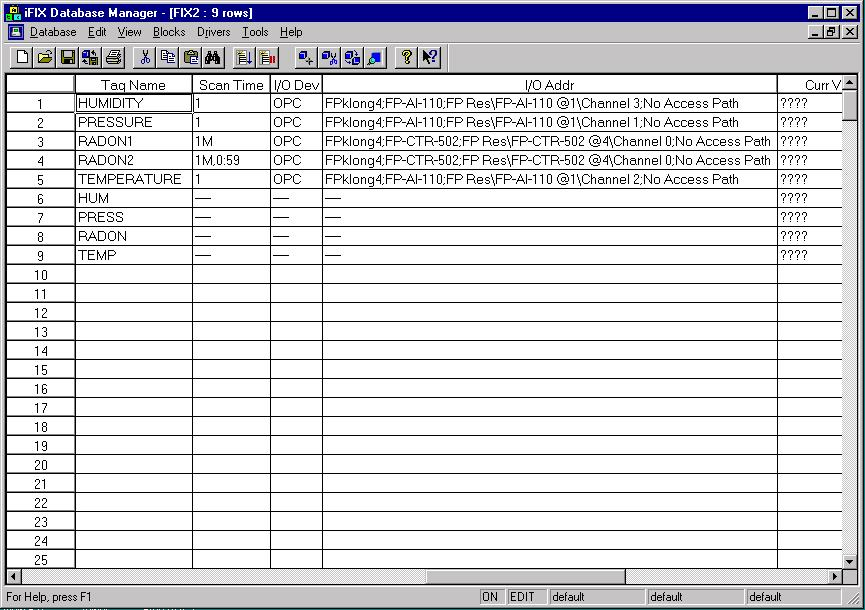 iFIX Database Manager - [FIX2 : 9 rows]
Database Edit View Blocks Drivers Tools Help
Tag Name Scan Time I/O Dev I/O Addr Curr V
1 HUMIDITY 1 OPC FPklong4;FP-AI-110;FP Res\FP-AI-110 @1\Channel 3;No Access Path ????
2 PRESSURE 1 OPC FPklong4;FP-AI-110;FP Res\FP-AI-110 @1\Channel 1;No Access Path ????
3 RADON1 1M OPC FPklong4;FP-CTR-502;FP Res\FP-CTR-502 @4\Channel 0;No Access Path ????
4 RADON2 1M,0:59 OPC FPklong4;FP-CTR-502;FP Res\FP-CTR-502 @4\Channel 0;No Access Path ????
5 TEMPERATURE 1 OPC FPklong4;FP-AI-110;FP Res\FP-AI-110 @1\Channel 2;No Access Path ????
6 HUM — — — ????
7 PRESS — — — ????
8 RADON — — — ????
9 TEMP — — — ????
10
11
12
13
14
15
16
17
18
19
20
21
22
23
24
25
For Help, press F1 ON EDIT default default default